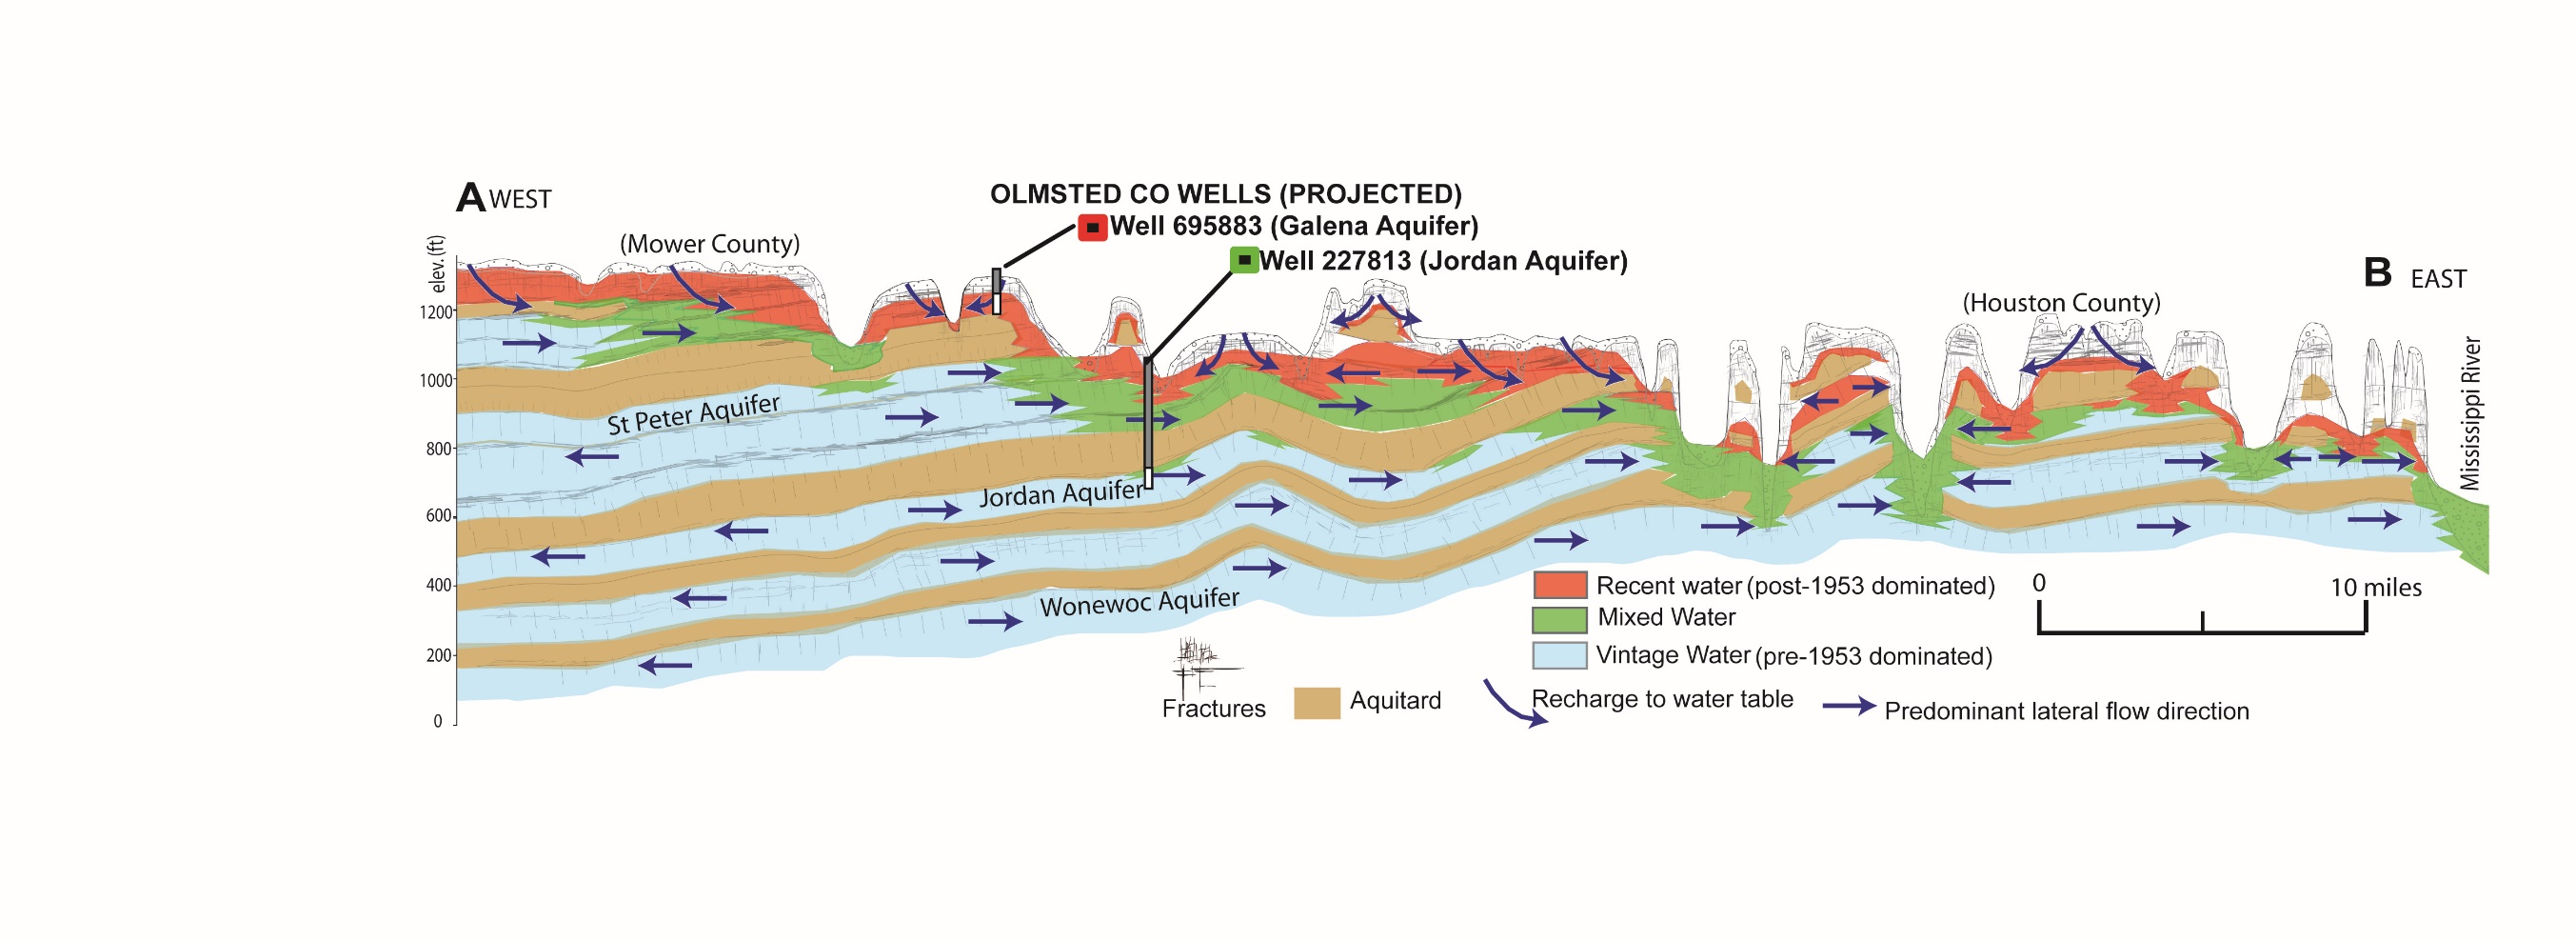 A WEST
OLMSTED CO WELLS (PROJECTED)
Well 695883 (Galena Aquifer)
Well 227813 (Jordan Aquifer)
(Mower County)
(Houston County)
B EAST
elev. (ft)
1200
1000
800
600
400
200
0
St Peter Aquifer
Jordan Aquifer
Wonewoc Aquifer
Mississippi River
Recent water (post-1953 dominated)
Mixed Water
Vintage Water (pre-1953 dominated)
0 10 miles
Fractures
Aquitard
Recharge to water table
Predominant lateral flow direction